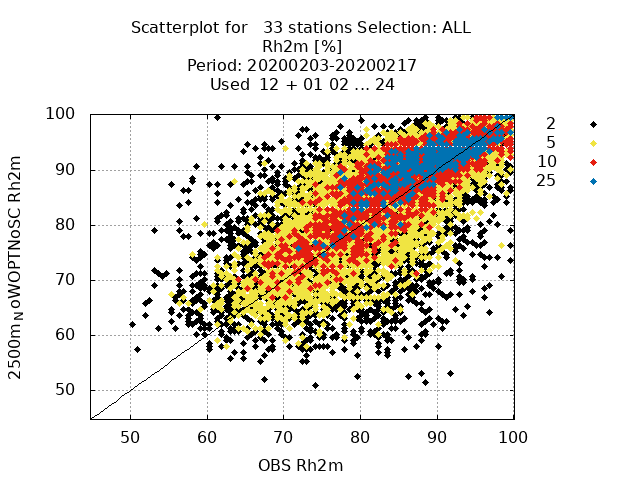 Scatterplot for   33 stations Selection: ALL
Rh2m [%]
Period: 20200203-20200217
Used  12 + 01 02 ... 24
2
5
10
25
100
90
80
70
60
50
2500m_NoWOPTNoSC Rh2m
50 60 70 80 90 100
OBS Rh2m